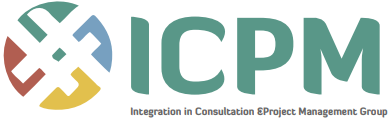 ICPM
Integration in Consultation &Project Management Group